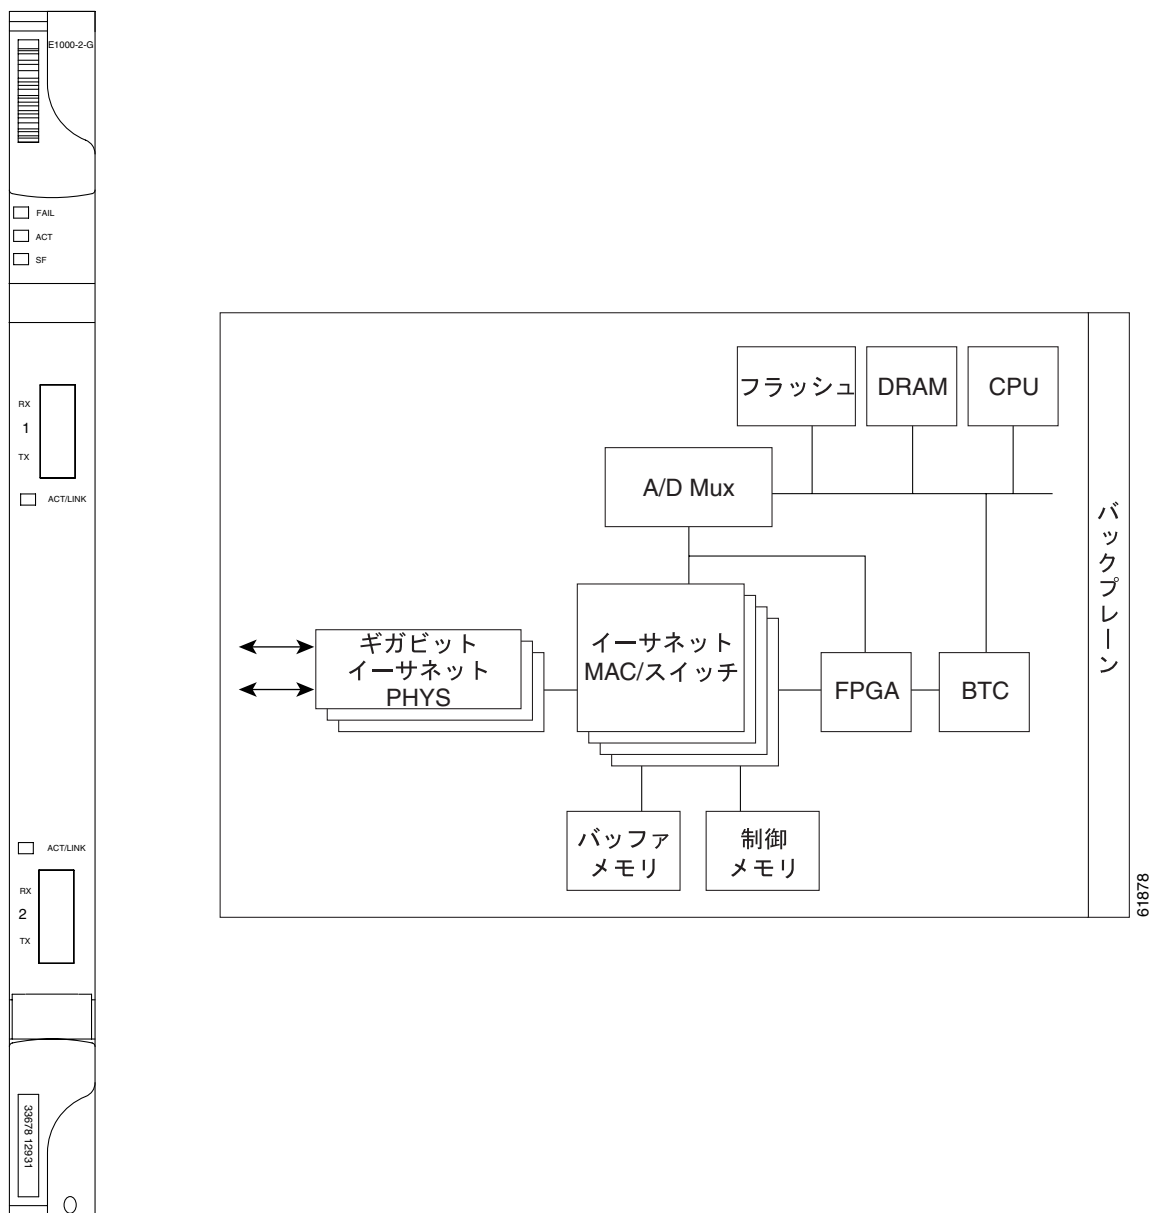 E1000-2-G
FAIL
ACT
SF
RX
1
TX
ACT/LINK
ACT/LINK
RX
2
TX
33678 12931
フラッシュ
DRAM
CPU
A/D Mux
ギガビット
イーサネット
PHYS
イーサネット
MAC/スイッチ
FPGA
BTC
バッファ
メモリ
制御
メモリ
バックプレーン
61878